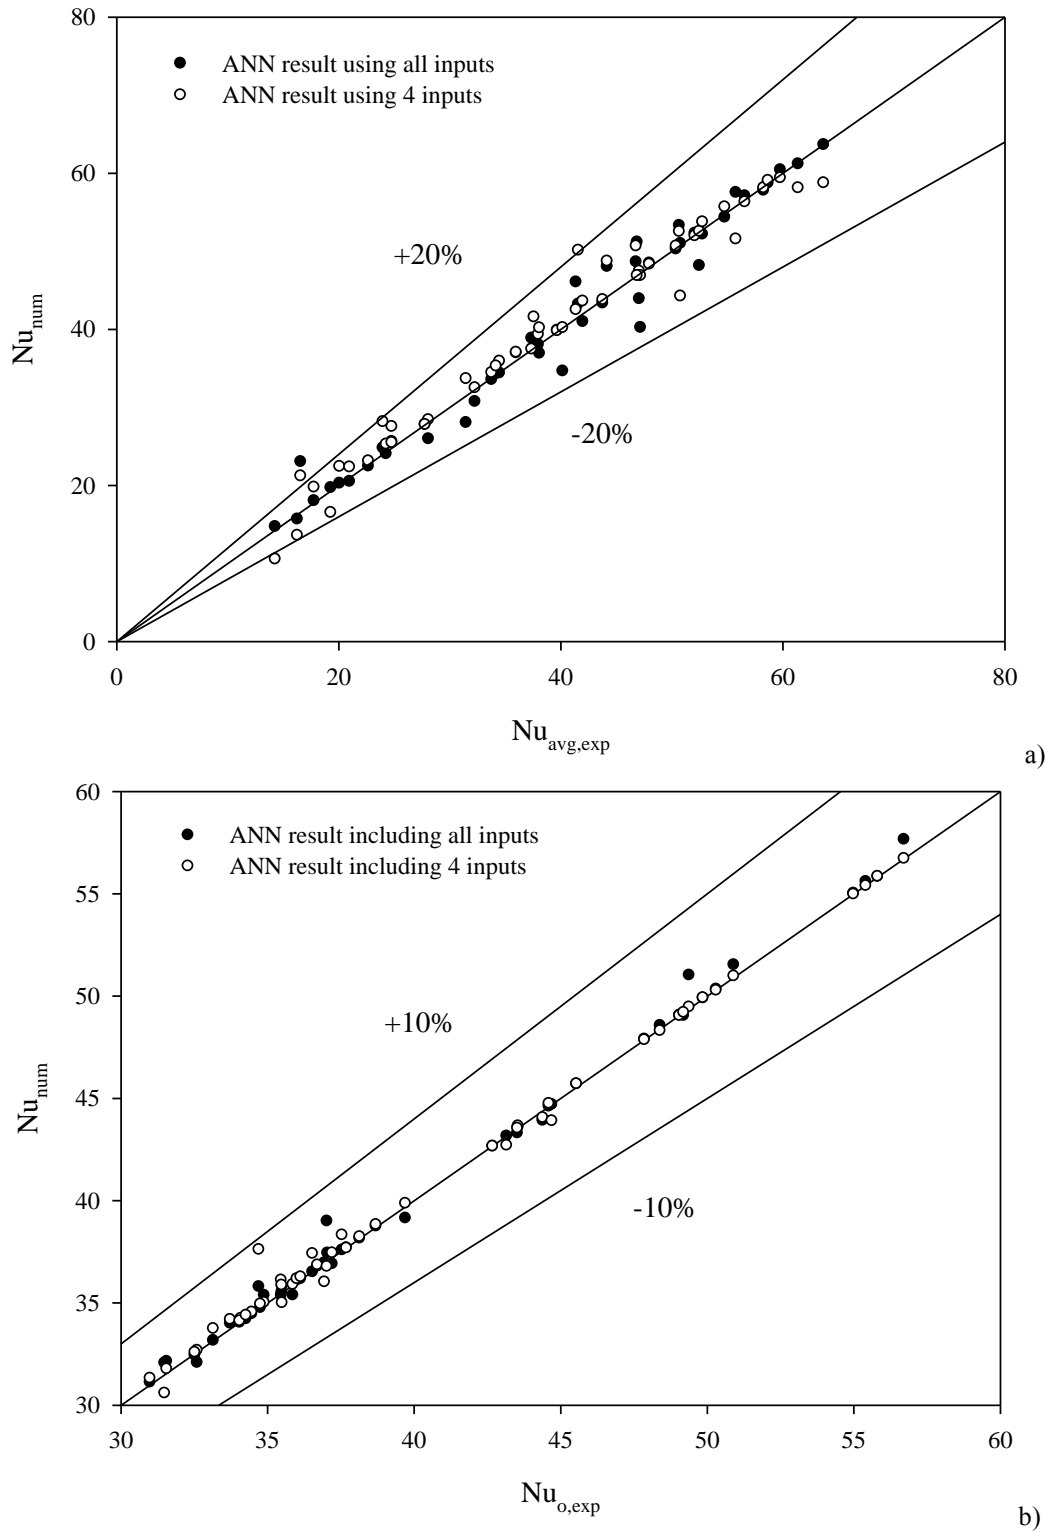 80
ANN result using all inputs
ANN result using 4 inputs
60
+20%
Nu_num
40
-20%
20
0
0 20 40 60 80
Nu_avg,exp
a)
60
ANN result including all inputs
ANN result including 4 inputs
55
50
+10%
Nu_num
45
40
-10%
35
30
30 35 40 45 50 55 60
Nu_o,exp
b)